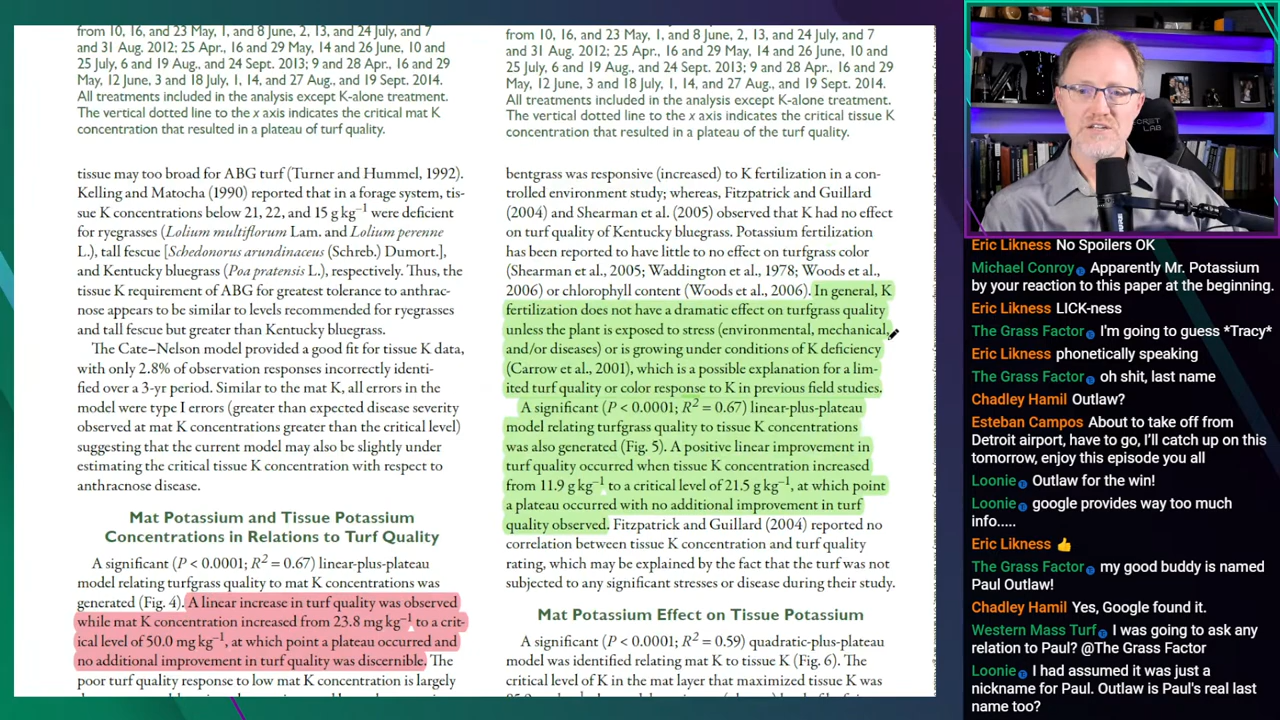 from 10, 16, and 23 May, 1, and 8 June, 2, 13, and 24 July, and 7
and 31 Aug. 2012; 25 Apr., 16 and 29 May, 14 and 26 June, 10 and
25 July, 6 and 19 Aug., and 24 Sept. 2013; 9 and 28 Apr., 16 and 29
May, 12 June, 3 and 18 July, 1, 14, and 27 Aug., and 19 Sept. 2014.
All treatments included in the analysis except K-alone treatment.
The vertical dotted line to the x axis indicates the critical mat K
concentration that resulted in a plateau of turf quality.
tissue may too broad for ABG turf (Turner and Hummel, 1992).
Kelling and Matocha (1990) reported that in a forage system, tis-
sue K concentrations below 21, 22, and 15 g kg⁻¹ were deficient
for ryegrasses (Lolium multiflorum Lam. and Lolium perenne
L.), tall fescue [Schedonorus arundinaceus (Schreb.) Dumort.],
and Kentucky bluegrass (Poa pratensis L.), respectively. Thus, the
tissue K requirement of ABG for greatest tolerance to anthrac-
nose appears to be similar to levels recommended for ryegrasses
and tall fescue but greater than Kentucky bluegrass.
The Cate–Nelson model provided a good fit for tissue K data,
with only 2.8% of observation responses incorrectly identi-
fied over a 3-yr period. Similar to the mat K, all errors in the
model were type I errors (greater than expected disease severity
observed at mat K concentrations greater than the critical level)
suggesting that the current model may also be slightly under
estimating the critical tissue K concentration with respect to
anthracnose disease.
Mat Potassium and Tissue Potassium
Concentrations in Relations to Turf Quality
A significant (P < 0.0001; R² = 0.67) linear-plus-plateau
model relating turfgrass quality to mat K concentrations was
generated (Fig. 4). A linear increase in turf quality was observed
while mat K concentration increased from 23.8 mg kg⁻¹ to a crit-
ical level of 50.0 mg kg⁻¹, at which point a plateau occurred and
no additional improvement in turf quality was discernible. The
poor turf quality response to low mat K concentration is largely
from 10, 16, and 23 May, 1, and 8 June, 2, 13, and 24 July, and 7
and 31 Aug. 2012; 25 Apr., 16 and 29 May, 14 and 26 June, 10 and
25 July, 6 and 19 Aug., and 24 Sept. 2013; 9 and 28 Apr., 16 and 29
May, 12 June, 3 and 18 July, 1, 14, and 27 Aug., and 19 Sept. 2014.
All treatments included in the analysis except K-alone treatment.
The vertical dotted line to the x axis indicates the critical tissue K
concentration that resulted in a plateau of the turf quality.
bentgrass was responsive (increased) to K fertilization in a con-
trolled environment study; whereas, Fitzpatrick and Guillard
(2004) and Shearman et al. (2005) observed that K had no effect
on turf quality of Kentucky bluegrass. Potassium fertilization
has been reported to have little to no effect on turfgrass color
(Shearman et al., 2005; Waddington et al., 1978; Woods et al.,
2006) or chlorophyll content (Woods et al., 2006). In general, K
fertilization does not have a dramatic effect on turfgrass quality
unless the plant is exposed to stress (environmental, mechanical,
and/or diseases) or is growing under conditions of K deficiency
(Carrow et al., 2001), which is a possible explanation for a lim-
ited turf quality or color response to K in previous field studies.
A significant (P < 0.0001; R² = 0.67) linear-plus-plateau
model relating turfgrass quality to tissue K concentrations
was also generated (Fig. 5). A positive linear improvement in
turf quality occurred when tissue K concentration increased
from 11.9 g kg⁻¹ to a critical level of 21.5 g kg⁻¹, at which point
a plateau occurred with no additional improvement in turf
quality observed. Fitzpatrick and Guillard (2004) reported no
correlation between tissue K concentration and turf quality
rating, which may be explained by the fact that the turf was not
subjected to any significant stresses or disease during their study.
Mat Potassium Effect on Tissue Potassium
A significant (P < 0.0001; R² = 0.59) quadratic-plus-plateau
model was identified relating mat K to tissue K (Fig. 6). The
critical level of K in the mat layer that maximized tissue K was
Eric Likness No Spoilers OK
Michael Conroy Apparently Mr. Potassium
by your reaction to this paper at the beginning.
Eric Likness LICK-ness
The Grass Factor I'm going to guess *Tracy*
Eric Likness phonetically speaking
The Grass Factor oh shit, last name
Chadley Hamil Outlaw?
Esteban Campos About to take off from
Detroit airport, have to go, I'll catch up on this
tomorrow, enjoy this episode you all
Loonie Outlaw for the win!
Loonie google provides way too much
info.....
Eric Likness 👍
The Grass Factor my good buddy is named
Paul Outlaw!
Chadley Hamil Yes, Google found it.
Western Mass Turf I was going to ask any
relation to Paul? @The Grass Factor
Loonie I had assumed it was just a
nickname for Paul. Outlaw is Paul's real last
name too?